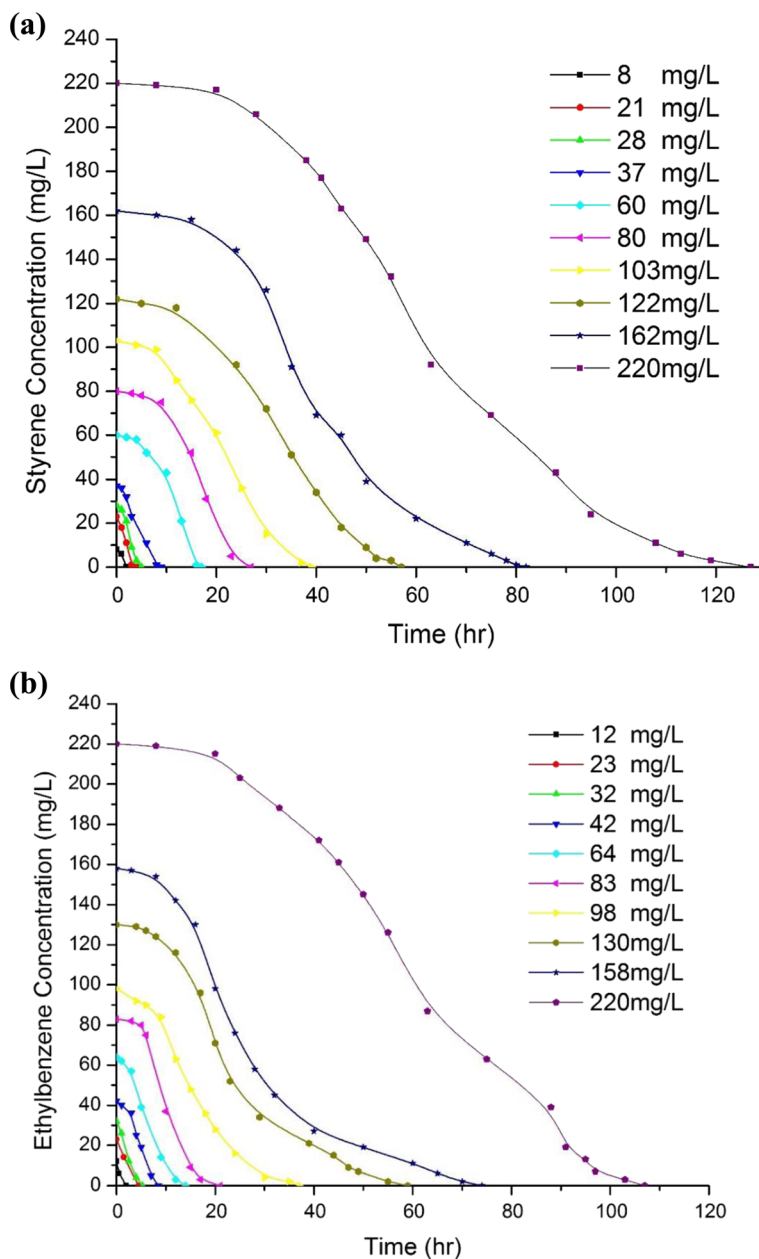 (a)
240
220
200
180
160
140
120
100
80
60
40
20
0
Styrene Concentration (mg/L)
0 20 40 60 80 100 120
Time (hr)
8 mg/L
21 mg/L
28 mg/L
37 mg/L
60 mg/L
80 mg/L
103mg/L
122mg/L
162mg/L
220mg/L
(b)
240
220
200
180
160
140
120
100
80
60
40
20
0
Ethylbenzene Concentration (mg/L)
0 20 40 60 80 100 120
Time (hr)
12 mg/L
23 mg/L
32 mg/L
42 mg/L
64 mg/L
83 mg/L
98 mg/L
130mg/L
158mg/L
220mg/L